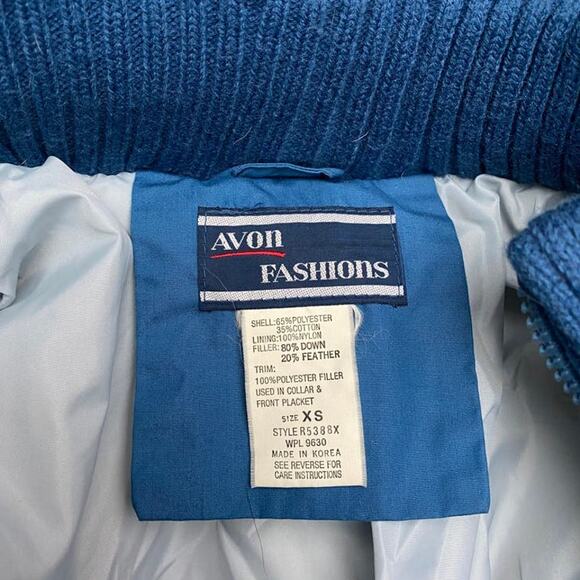 AVON
FASHIONS
SHELL:65%POLYESTER
35%COTTON
LINING:100%NYLON
FILLER: 80% DOWN
20% FEATHER
TRIM:
100%POLYESTER FILLER
USED IN COLLAR &
FRONT PLACKET
SIZE XS
STYLE R5388X
WPL 9630
MADE IN KOREA
SEE REVERSE FOR
CARE INSTRUCTIONS